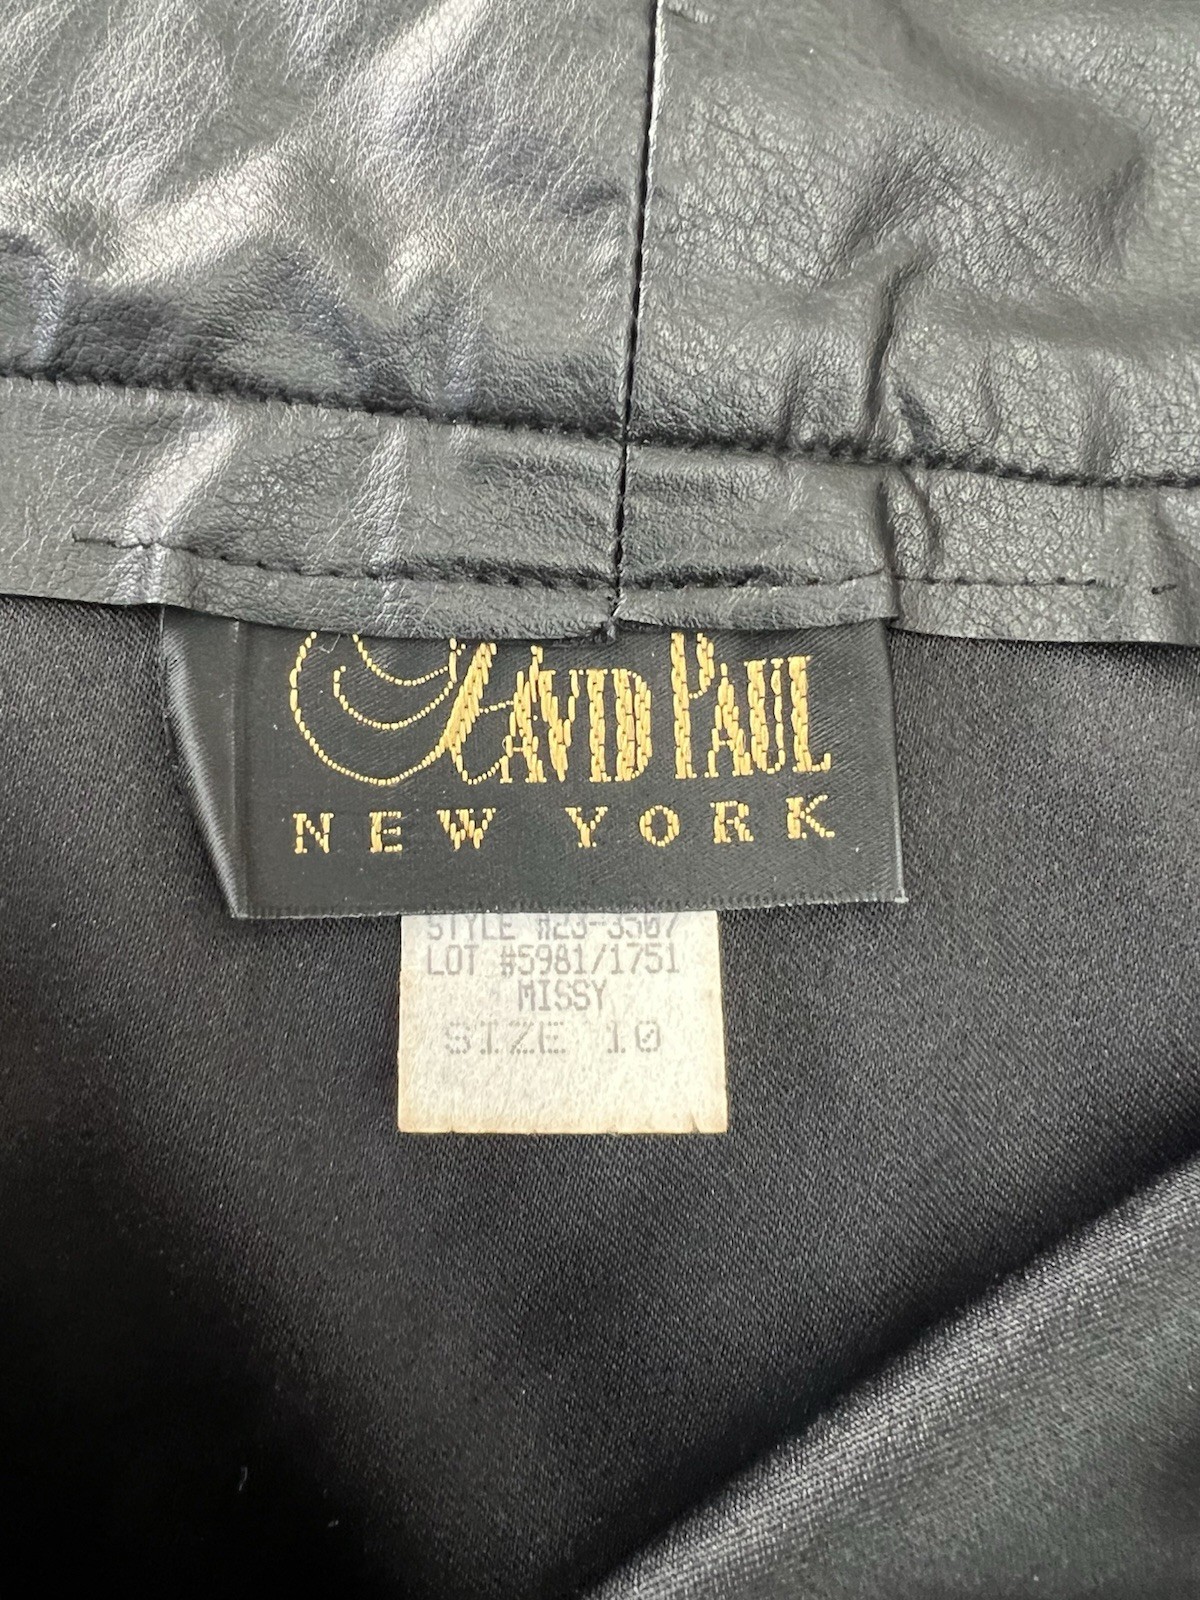 DAVID PAUL
NEW YORK
STYLE #23-3507
LOT #5981/1751
MISSY
SIZE 10